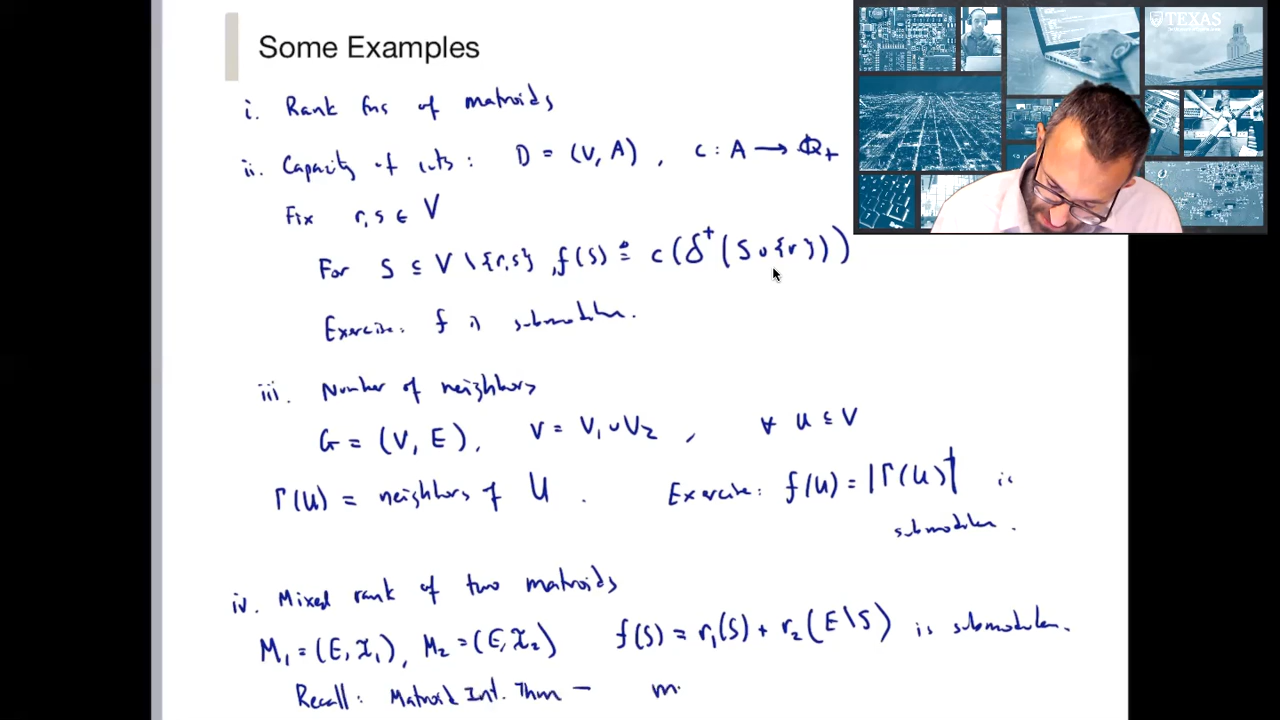 Some Examples
TEXAS
i. Rank fns of matroids
ii. Capacity of cuts : D = (V, A) , c : A → ℚ₊
Fix r,s ∈ V
For S ⊆ V \ {r,s} , f(S) ≜ c(δ⁺(S ∪ {r}))
Exercise: f is submodular.
iii. Number of neighbors
G = (V, E), V = V₁ ∪ V₂ , ∀ U ⊆ V
Γ(U) = neighbors of U . Exercise: f(U) = |Γ(U)| is
submodular .
iv. Mixed rank of two matroids
M₁ = (E, I₁), M₂ = (E, I₂) f(S) = r₁(S) + r₂(E \ S) is submodular.
Recall : Matroid Int. Thm – m